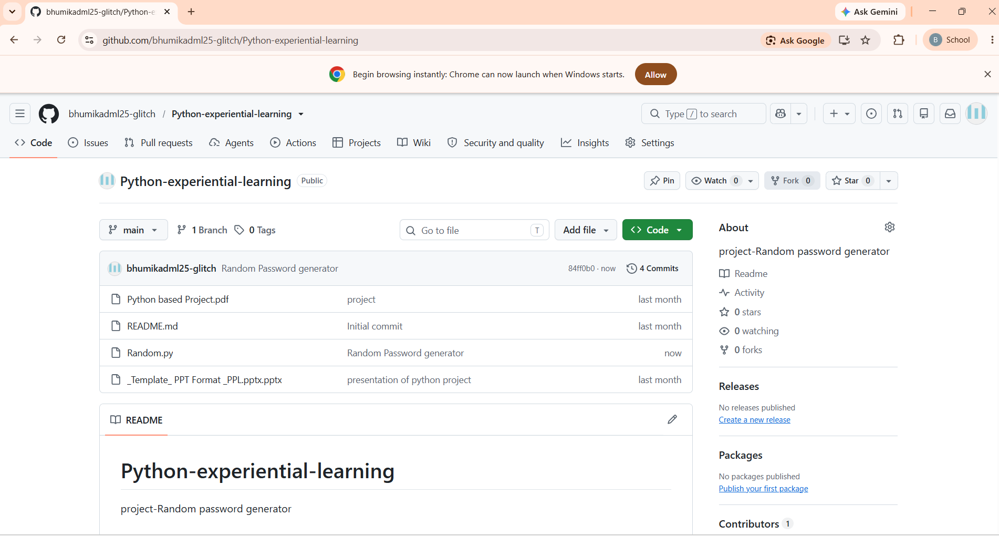 bhumikadml25-glitch/Python-e
Ask Gemini
github.com/bhumikadml25-glitch/Python-experiential-learning
Ask Google
B School
Begin browsing instantly: Chrome can now launch when Windows starts. Allow
bhumikadml25-glitch / Python-experiential-learning
Type / to search
Code Issues Pull requests Agents Actions Projects Wiki Security and quality Insights Settings
Python-experiential-learning Public
Pin Watch 0 Fork 0 Star 0
main 1 Branch 0 Tags
Go to file T Add file Code
About
project-Random password generator
bhumikadml25-glitch Random Password generator 84ff0b0 · now 4 Commits
Python based Project.pdf project last month
README.md Initial commit last month
Random.py Random Password generator now
_Template_ PPT Format _PPL.pptx.pptx presentation of python project last month
Readme
Activity
0 stars
0 watching
0 forks
Releases
No releases published
Create a new release
README
Packages
No packages published
Publish your first package
Python-experiential-learning
project-Random password generator
Contributors 1